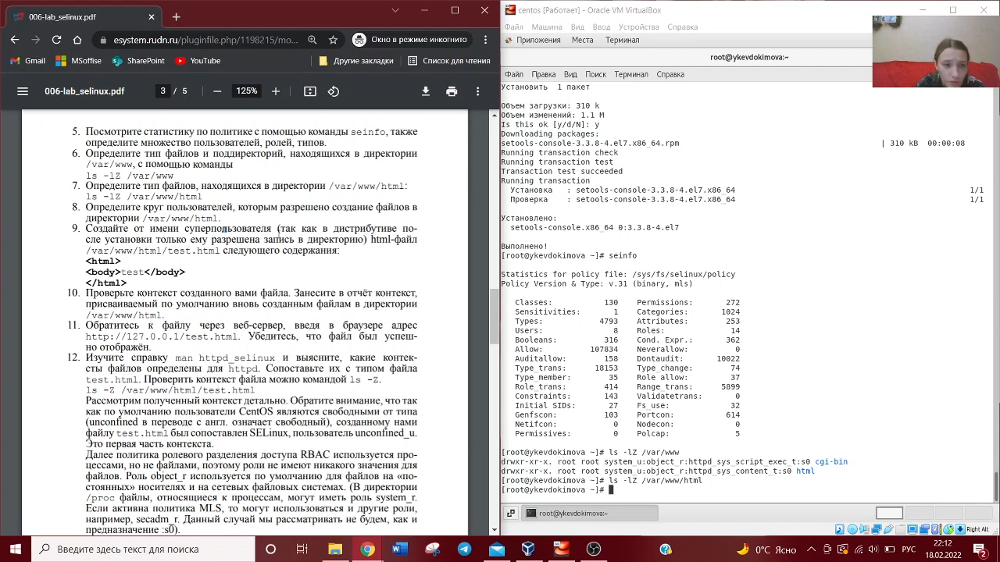 006-lab_selinux.pdf
esystem.rudn.ru/pluginfile.php/1198215/mo...
Окно в режиме инкогнито
Gmail
MSoffise
SharePoint
YouTube
Другие закладки
Список для чтения
006-lab_selinux.pdf
3 / 5
125%
5. Посмотрите статистику по политике с помощью команды seinfo, также
определите множество пользователей, ролей, типов.
6. Определите тип файлов и поддиректорий, находящихся в директории
/var/www, с помощью команды
ls -lZ /var/www
7. Определите тип файлов, находящихся в директории /var/www/html:
ls -lZ /var/www/html
8. Определите круг пользователей, которым разрешено создание файлов в
директории /var/www/html.
9. Создайте от имени суперпользователя (так как в дистрибутиве по-
сле установки только ему разрешена запись в директорию) html-файл
/var/www/html/test.html следующего содержания:
<html>
<body>test</body>
</html>
10. Проверьте контекст созданного вами файла. Занесите в отчёт контекст,
присваиваемый по умолчанию вновь созданным файлам в директории
/var/www/html.
11. Обратитесь к файлу через веб-сервер, введя в браузере адрес
http://127.0.0.1/test.html. Убедитесь, что файл был успеш-
но отображён.
12. Изучите справку man httpd_selinux и выясните, какие контек-
сты файлов определены для httpd. Сопоставьте их с типом файла
test.html. Проверить контекст файла можно командой ls -Z.
ls -Z /var/www/html/test.html
Рассмотрим полученный контекст детально. Обратите внимание, что так
как по умолчанию пользователи CentOS являются свободными от типа
(unconfined в переводе с англ. означает свободный), созданному нами
файлу test.html был сопоставлен SELinux, пользователь unconfined_u.
Это первая часть контекста.
Далее политика ролевого разделения доступа RBAC используется про-
цессами, но не файлами, поэтому роли не имеют никакого значения для
файлов. Роль object_r используется по умолчанию для файлов на «по-
стоянных» носителях и на сетевых файловых системах. (В директории
/proc файлы, относящиеся к процессам, могут иметь роль system_r.
Если активна политика MLS, то могут использоваться и другие роли,
например, secadm_r. Данный случай мы рассматривать не будем, как и
предназначение :s0).
centos [Работает] - Oracle VM VirtualBox
Файл Машина Вид Ввод Устройства Справка
Приложения Места Терминал
root@ykevdokimova:~
Файл Правка Вид Поиск Терминал Справка
Установить 1 пакет
Объем загрузки: 310 k
Объем изменений: 1.1 M
Is this ok [y/d/N]: y
Downloading packages:
setools-console-3.3.8-4.el7.x86_64.rpm | 310 kB 00:00:08
Running transaction check
Running transaction test
Transaction test succeeded
Running transaction
Установка : setools-console-3.3.8-4.el7.x86_64 1/1
Проверка : setools-console-3.3.8-4.el7.x86_64 1/1
Установлено:
setools-console.x86_64 0:3.3.8-4.el7
Выполнено!
[root@ykevdokimova ~]# seinfo
Statistics for policy file: /sys/fs/selinux/policy
Policy Version & Type: v.31 (binary, mls)
Classes: 130 Permissions: 272
Sensitivities: 1 Categories: 1024
Types: 4793 Attributes: 253
Users: 8 Roles: 14
Booleans: 316 Cond. Expr.: 362
Allow: 107834 Neverallow: 0
Auditallow: 158 Dontaudit: 10022
Type_trans: 18153 Type_change: 74
Type_member: 35 Role allow: 37
Role_trans: 414 Range_trans: 5899
Constraints: 143 Validatetrans: 0
Initial SIDs: 27 Fs_use: 32
Genfscon: 103 Portcon: 614
Netifcon: 0 Nodecon: 0
Permissives: 0 Polcap: 5
[root@ykevdokimova ~]# ls -lZ /var/www
drwxr-xr-x. root root system_u:object_r:httpd_sys_script_exec_t:s0 cgi-bin
drwxr-xr-x. root root system_u:object_r:httpd_sys_content_t:s0 html
[root@ykevdokimova ~]# ls -lZ /var/www/html
[root@ykevdokimova ~]#
root@ykevdokimova:~
Right Alt
Введите здесь текст для поиска
0°C Ясно
РУС
22:12
18.02.2022
2